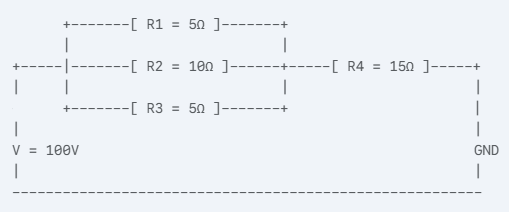 +-------[ R1 = 5Ω ]-------+
|                         |
+-----|-------[ R2 = 10Ω ]------+-----[ R4 = 15Ω ]-----+
|     |                         |                      |
+-------[ R3 = 5Ω ]-------+                      |
|                                                      |
V = 100V                                               GND
|                                                      |
--------------------------------------------------------